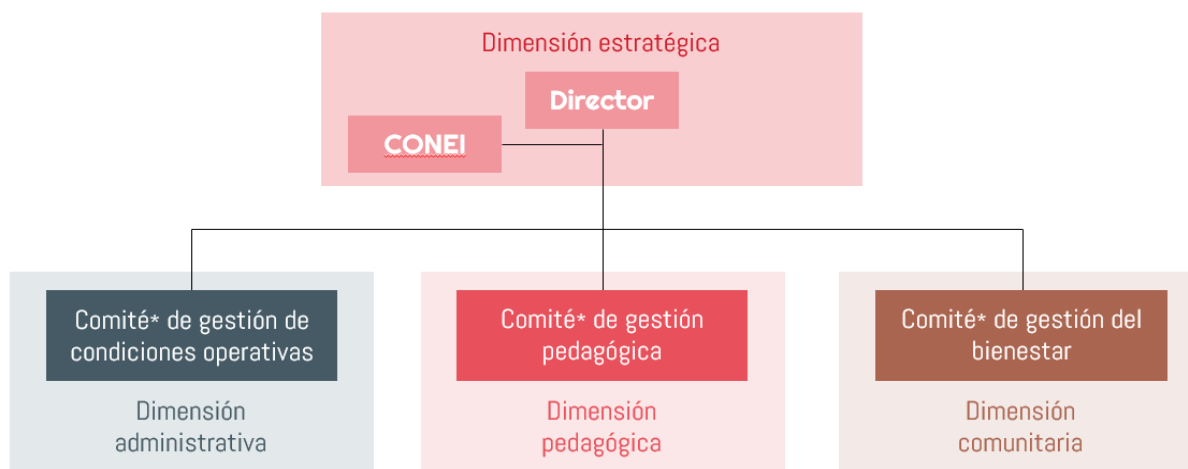 Dimensión estratégica
Director
CONEI
Comité* de gestión de
condiciones operativas
Dimensión
administrativa
Comité* de gestión
pedagógica
Dimensión
pedagógica
Comité* de gestión del
bienestar
Dimensión
comunitaria